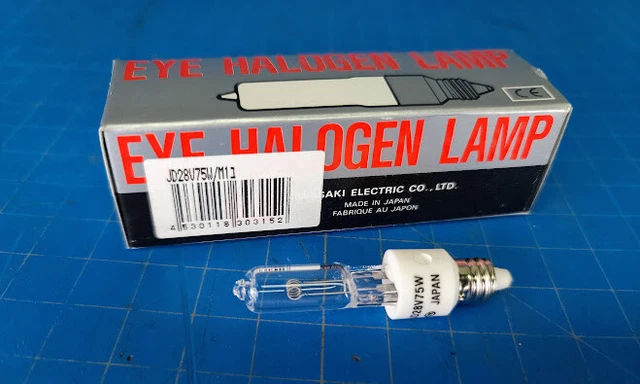 EYE HALOGEN LAMP
CE
EYE HALOGEN LAMP
JD28V75W/M11
4 530118 303152
SAKI ELECTRIC CO., LTD.
MADE IN JAPAN
FABRIQUE AU JAPON
JD28V75W
JAPAN